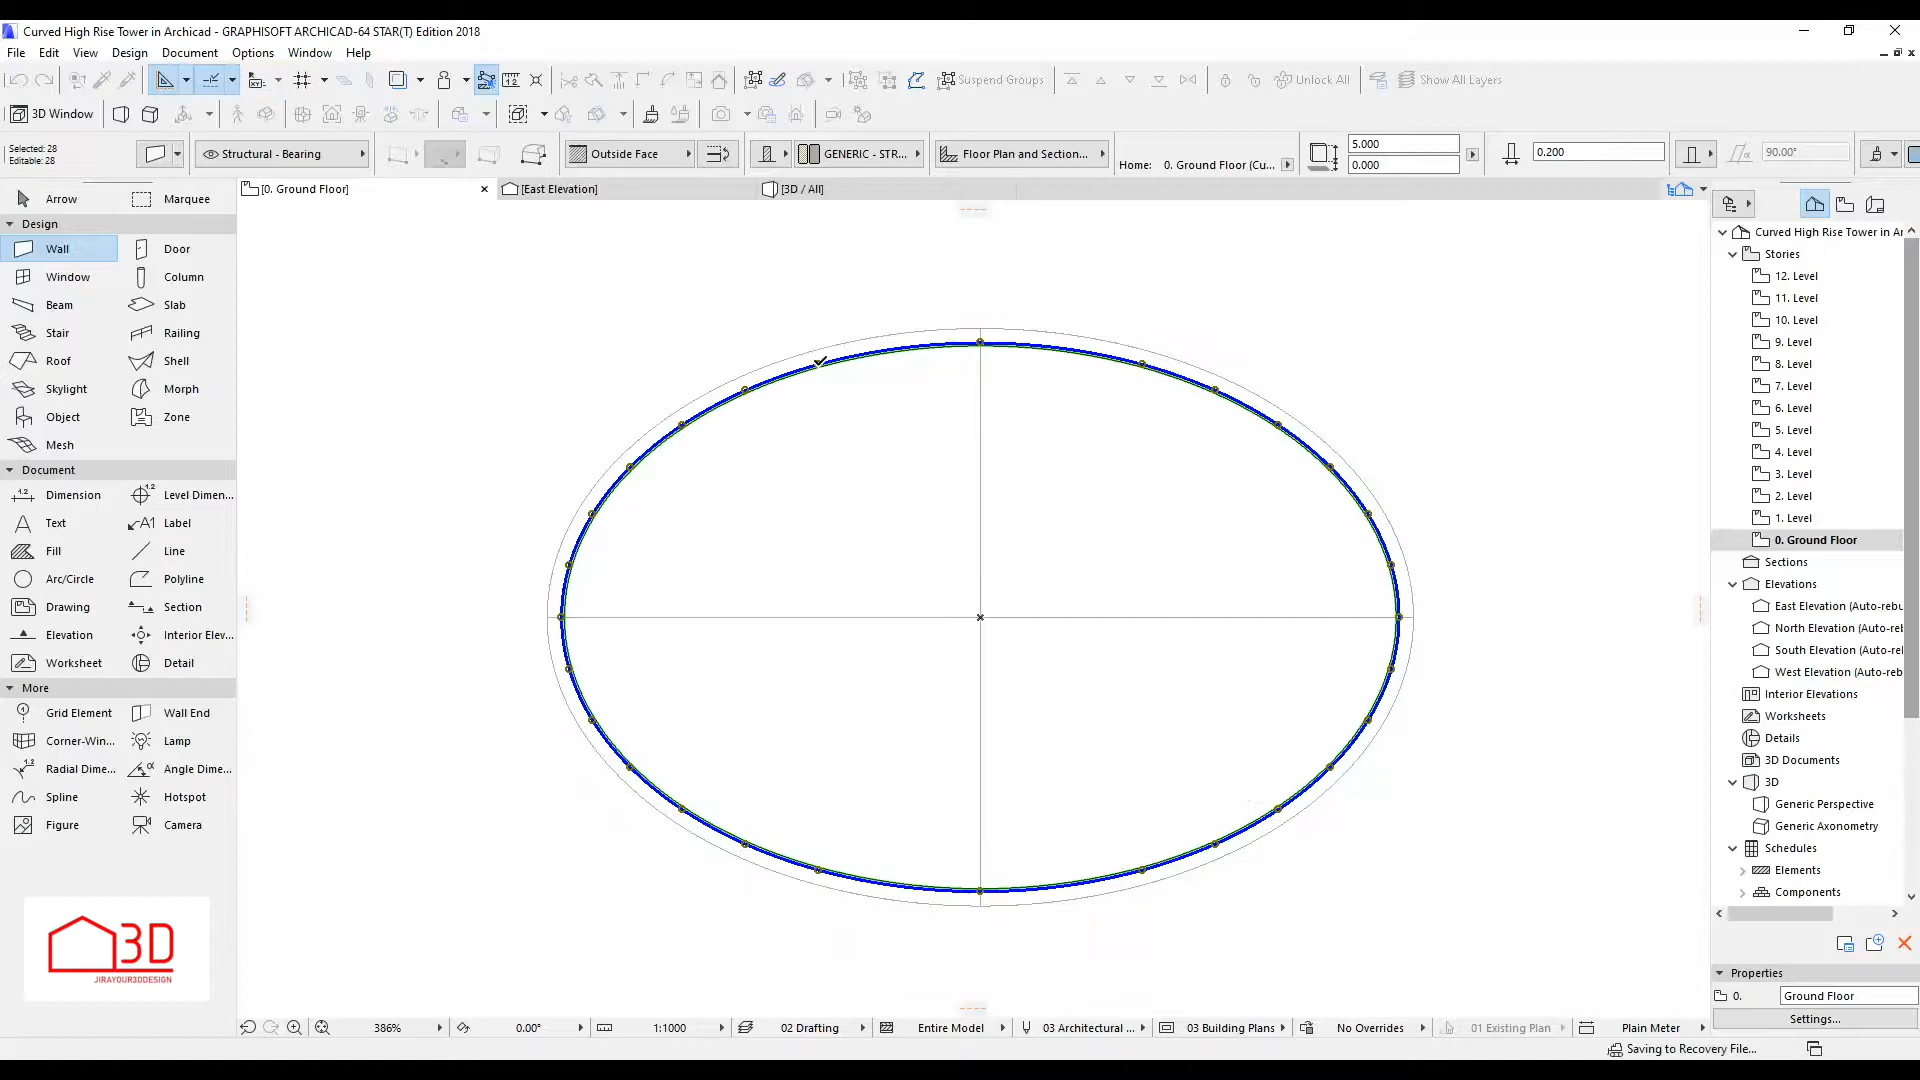 Curved High Rise Tower in Archicad - GRAPHISOFT ARCHICAD-64 STAR(T) Edition 2018
File Edit View Design Document Options Window Help
Suspend Groups Unlock All Show All Layers
3D Window
Selected: 28
Editable: 28
Structural - Bearing
Outside Face
GENERIC - STR...
Floor Plan and Section...
Home: 0. Ground Floor (Cu...
5.000
0.000
0.200
90.00°
[0. Ground Floor]
[East Elevation]
[3D / All]
Arrow Marquee
Design
Wall Door
Window Column
Beam Slab
Stair Railing
Roof Shell
Skylight Morph
Object Zone
Mesh
Document
Dimension Level Dimen...
Text Label
Fill Line
Arc/Circle Polyline
Drawing Section
Elevation Interior Elev...
Worksheet Detail
More
Grid Element Wall End
Corner-Win... Lamp
Radial Dime... Angle Dime...
Spline Hotspot
Figure Camera
3D
JIRAYOUR3DDESIGN
Curved High Rise Tower in Ar
Stories
12. Level
11. Level
10. Level
9. Level
8. Level
7. Level
6. Level
5. Level
4. Level
3. Level
2. Level
1. Level
0. Ground Floor
Sections
Elevations
East Elevation (Auto-rebu
North Elevation (Auto-rel
South Elevation (Auto-rel
West Elevation (Auto-reb
Interior Elevations
Worksheets
Details
3D Documents
3D
Generic Perspective
Generic Axonometry
Schedules
Elements
Components
Properties
0. Ground Floor
Settings...
386% 0.00° 1:1000 02 Drafting Entire Model 03 Architectural ... 03 Building Plans No Overrides 01 Existing Plan Plain Meter
Saving to Recovery File...